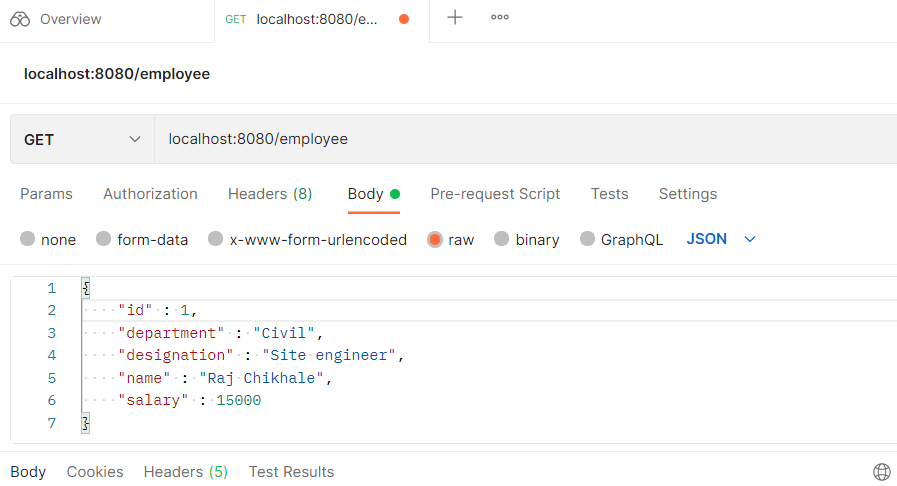 Overview GET localhost:8080/e...
localhost:8080/employee
GET localhost:8080/employee
Params Authorization Headers (8) Body Pre-request Script Tests Settings
none form-data x-www-form-urlencoded raw binary GraphQL JSON
1 {
2 "id" : 1,
3 "department" : "Civil",
4 "designation" : "Site engineer",
5 "name" : "Raj Chikhale",
6 "salary" : 15000
7 }
Body Cookies Headers (5) Test Results